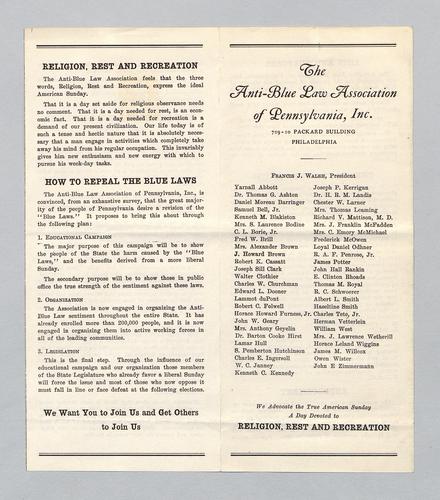 RELIGION, REST AND RECREATION
The Anti-Blue Law Association feels that the three
words, Religion, Rest and Recreation, express the ideal
American Sunday.
That it is a day set aside for religious observance needs
no comment. That it is a day needed for rest, is an econ-
omic fact. That it is a day needed for recreation is a
demand of our present civilization. Our life today is of
such a tense and hectic nature that it is absolutely neces-
sary that a man engage in activities which completely take
away his mind from his regular occupation. This invariably
gives him new enthusiasm and new energy with which to
pursue his week-day tasks.
HOW TO REPEAL THE BLUE LAWS
The Anti-Blue Law Association of Pennsylvania, Inc., is
convinced, from an exhaustive survey, that the great major-
ity of the people of Pennsylvania desire a revision of the
"Blue Laws." It proposes to bring this about through the
following plan:
1. EDUCATIONAL CAMPAIGN
The major purpose of this campaign will be to show
the people of the State the harm caused by the "Blue
Laws," and the benefits derived from a more liberal
Sunday.
The secondary purpose will be to show those in public
office the true strength of the sentiment against these laws.
2. ORGANIZATION
The Association is now engaged in organizing the Anti-
Blue Law sentiment throughout the entire State. It has
already enrolled more than 200,000 people, and it is now
engaged in organizing them into active working forces in
all of the leading communities.
3. LEGISLATION
This is the final step. Through the influence of our
educational campaign and our organization those members
of the State Legislature who already favor a liberal Sunday
will force the issue and most of those who now oppose it
must fall in line or face defeat at the following elections.
We Want You to Join Us and Get Others
to Join Us
The
Anti-Blue Law Association
of Pennsylvania, Inc.
709-10 PACKARD BUILDING
PHILADELPHIA
FRANCIS J. WALSH, President
Yarnall Abbott
Dr. Thomas G. Ashton
Daniel Moreau Barringer
Samuel Bell, Jr.
Kenneth M. Blakiston
Mrs. S. Laurence Bodine
C. L. Borie, Jr.
Fred W. Brill
Mrs. Alexander Brown
J. Howard Brown
Robert K. Cassatt
Joseph Sill Clark
Walter Clothier
Charles W. Churchman
Edward L. Dooner
Lammot duPont
Robert C. Folwell
Horace Howard Furness, Jr.
John W. Geary
Mrs. Anthony Geyelin
Dr. Barton Cooke Hirst
Lamar Hull
S. Pemberton Hutchinson
Charles E. Ingersoll
W. C. Janney
Kenneth C. Kennedy
Joseph P. Kerrigan
Dr. H. R. M. Landis
Chester W. Larner
Mrs. Thomas Leaming
Richard V. Mattison, M. D.
Mrs. J. Franklin McFadden
Mrs. C. Emory McMichael
Frederick McOwen
Loyal Daniel Odhner
R. A. F. Penrose, Jr.
James Potter
John Hall Rankin
E. Clinton Rhoads
Thomas M. Royal
R. C. Schwoerer
Albert L. Smith
Hazeltine Smith
Charles Tete, Jr.
Herman Vetterlein
William West
Mrs. J. Lawrence Wetherill
Horace Leland Wiggins
James M. Willcox
Owen Wister
John F Zimmermann
We Advocate the True American Sunday
A Day Devoted to
RELIGION, REST AND RECREATION